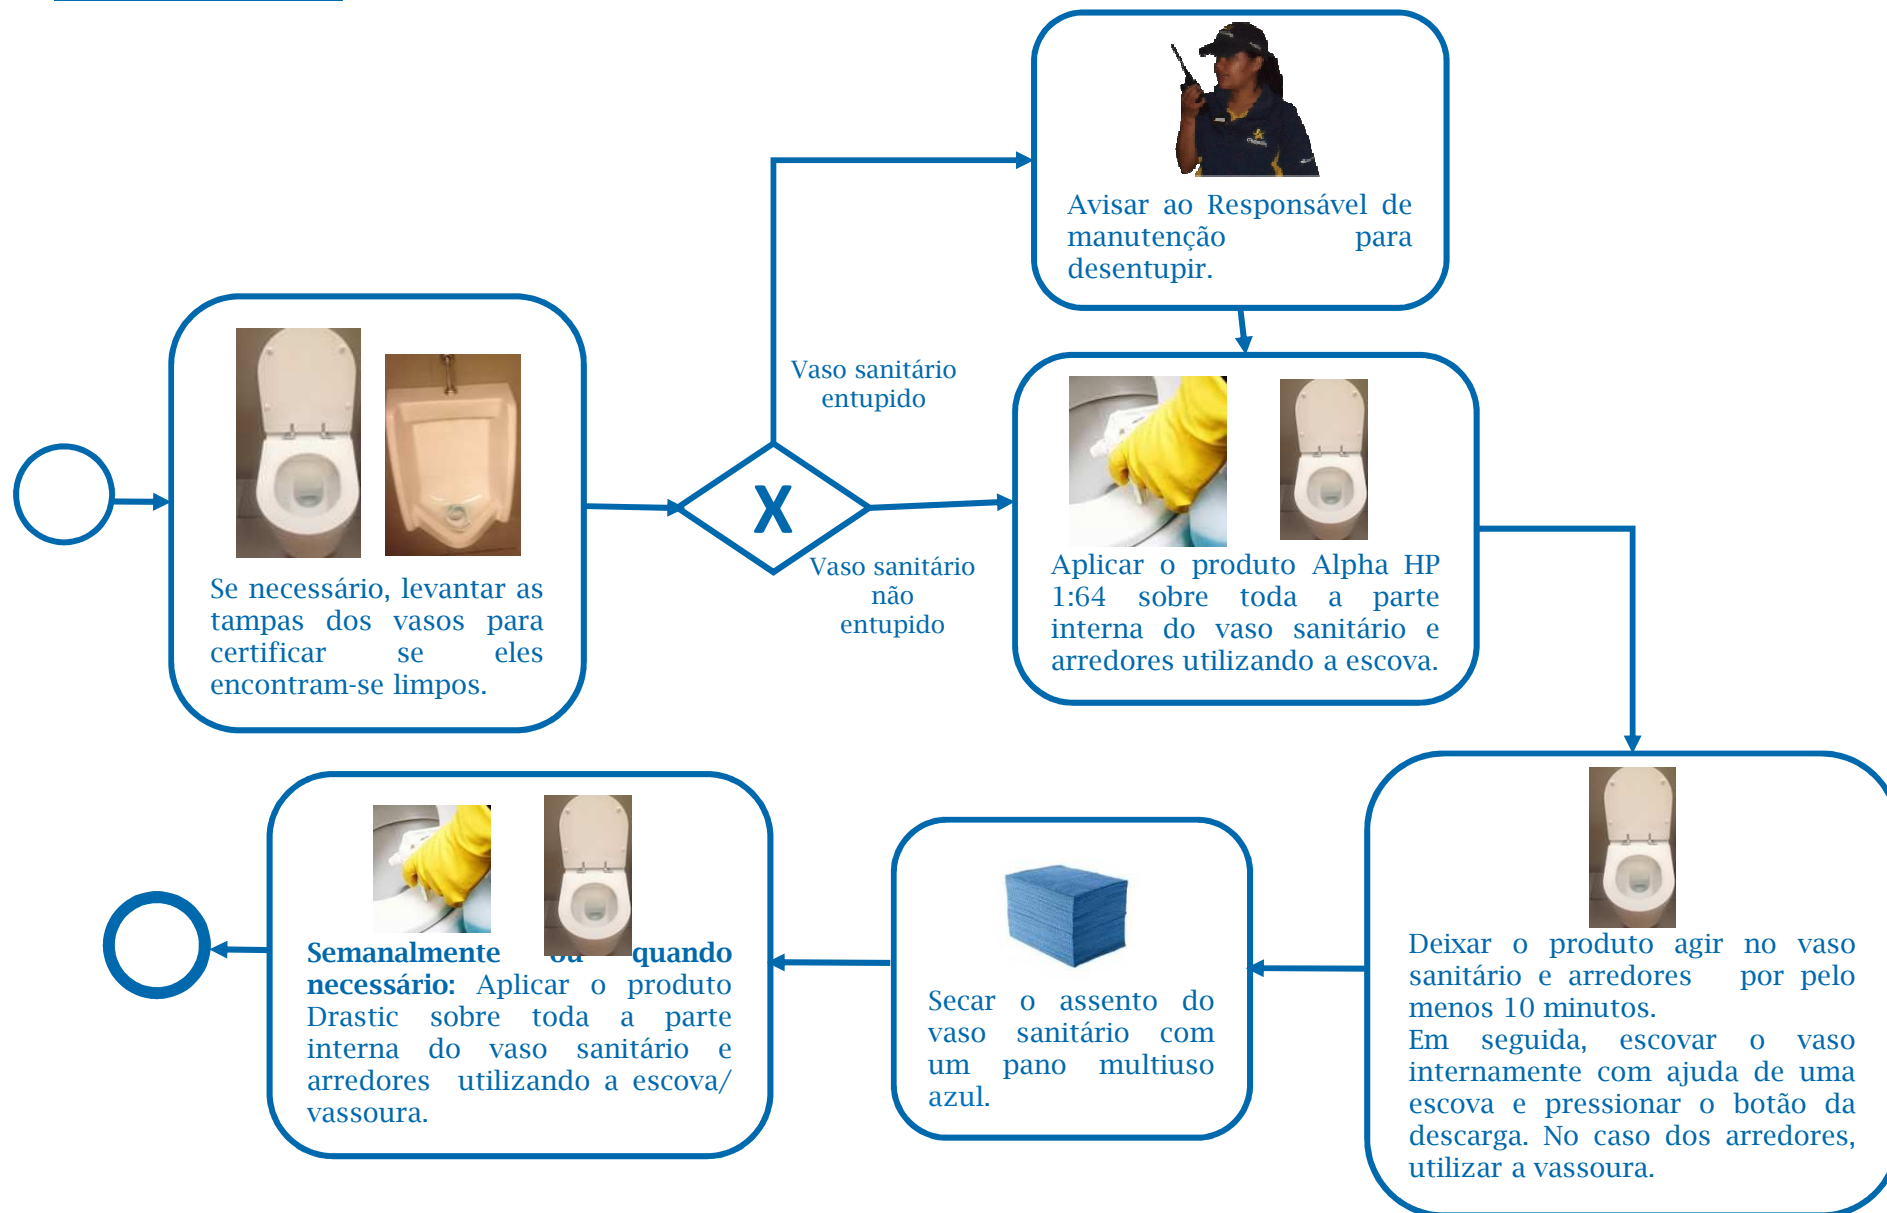 Avisar ao Responsável de
manutenção para
desentupir.
Vaso sanitário
entupido
Se necessário, levantar as
tampas dos vasos para
certificar se eles
encontram-se limpos.
X
Vaso sanitário
não
entupido
Aplicar o produto Alpha HP
1:64 sobre toda a parte
interna do vaso sanitário e
arredores utilizando a escova.
Deixar o produto agir no vaso
sanitário e arredores por pelo
menos 10 minutos.
Em seguida, escovar o vaso
internamente com ajuda de uma
escova e pressionar o botão da
descarga. No caso dos arredores,
utilizar a vassoura.
Secar o assento do
vaso sanitário com
um pano multiuso
azul.
Semanalmente ou quando
necessário: Aplicar o produto
Drastic sobre toda a parte
interna do vaso sanitário e
arredores utilizando a escova/
vassoura.